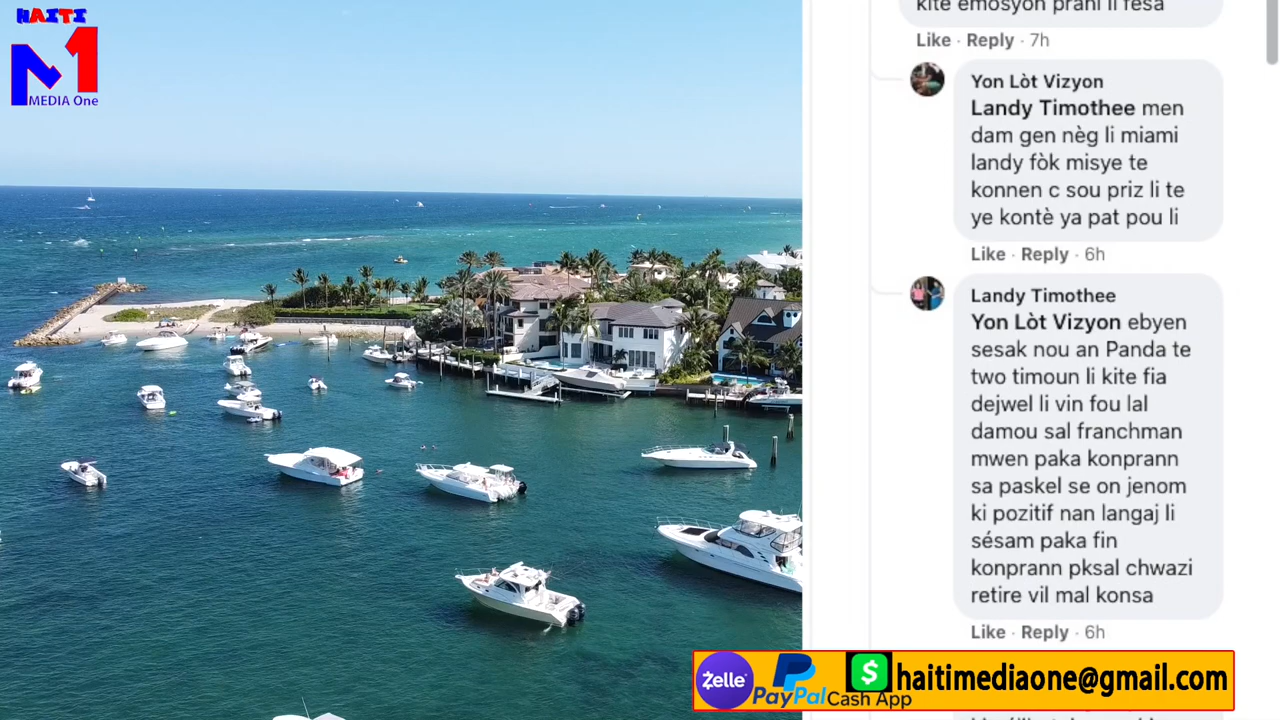 HAITI
M1
MEDIA One
kite emosyon pranl li fesa
Like · Reply · 7h
Yon Lòt Vizyon
Landy Timothee men
dam gen nèg li miami
landy fòk misye te
konnen c sou priz li te
ye kontè ya pat pou li
Like · Reply · 6h
Landy Timothee
Yon Lòt Vizyon ebyen
sesak nou an Panda te
two timoun li kite fia
dejwel li vin fou lal
damou sal franchman
mwen paka konprann
sa paskel se on jenom
ki pozitif nan langaj li
sésam paka fin
konprann pksal chwazi
retire vil mal konsa
Like · Reply · 6h
Zelle
PayPal
$
Cash App
haitimediaone@gmail.com